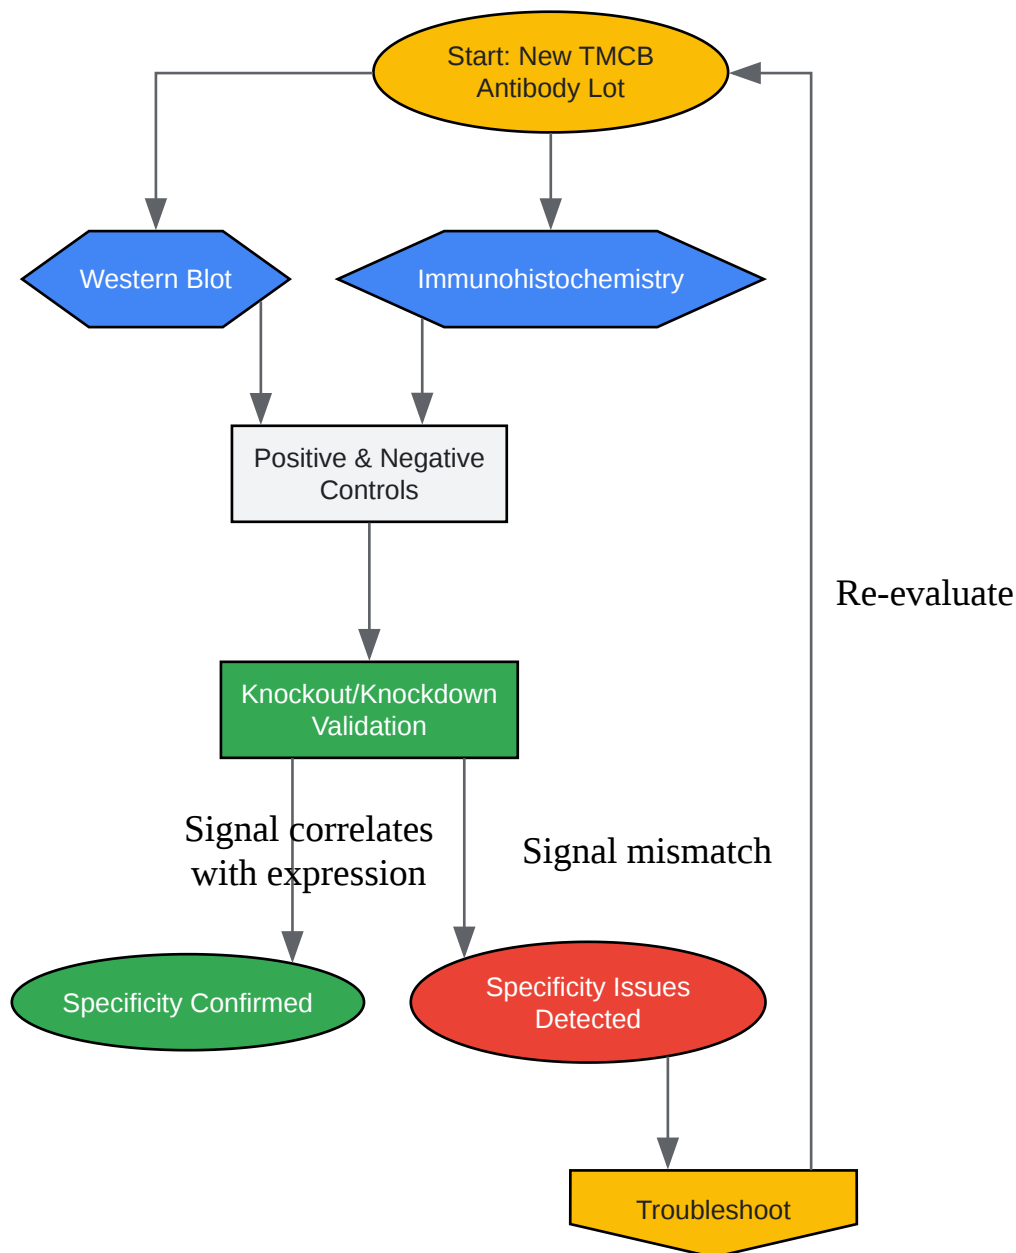 Start: New TMCB
Antibody Lot
Western Blot
Immunohistochemistry
Positive & Negative
Controls
Re-evaluate
Knockout/Knockdown
Validation
Signal correlates
with expression
Signal mismatch
Specificity Confirmed
Specificity Issues
Detected
Troubleshoot